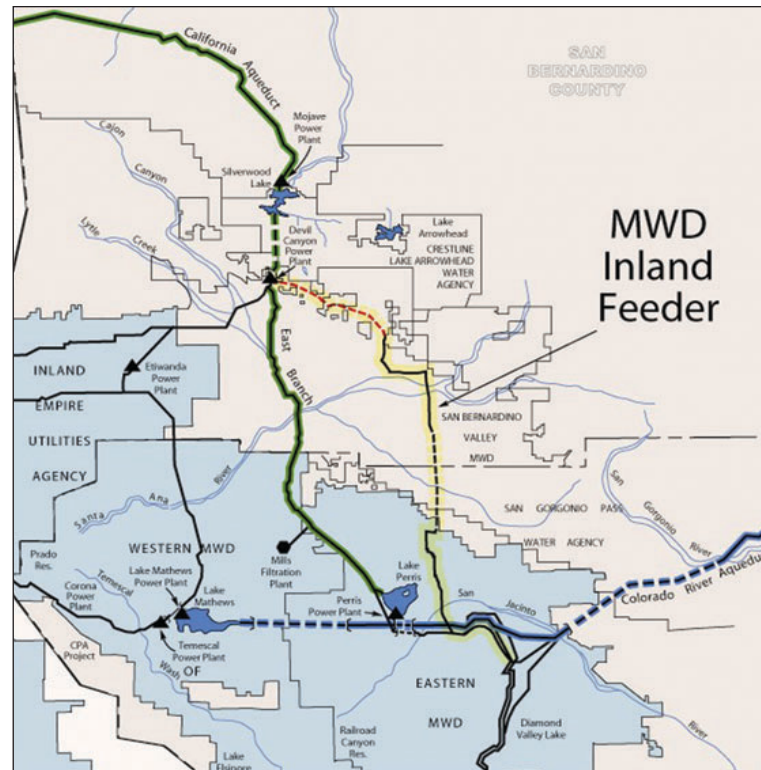 SAN
BERNARDINO
COUNTY
California Aqueduct
Mojave
Power
Plant
Cajon
Canyon
Silverwood
Lake
Lytle
Creek
Devil
Canyon
Power
Plant
Lake
Arrowhead
CRESTLINE
LAKE ARROWHEAD
WATER
AGENCY
MWD
Inland
Feeder
East
Branch
INLAND
EMPIRE
UTILITIES
AGENCY
Etiwanda
Power
Plant
SAN BERNARDINO
VALLEY
MWD
Santa Ana River
SAN GORGONIO PASS
WATER AGENCY
San
Gorgonio
River
WESTERN MWD
Prado
Res.
Mills
Filtration
Plant
Lake
Perris
Lake Mathews
Power Plant
Corona
Power
Plant
Temescal
Lake
Mathews
Perris
Power Plant
San
Jacinto
Colorado River Aqueduct
Temescal
Power Plant
CPA
Project
OF
Wash
EASTERN
MWD
Railroad
Canyon
Res.
Diamond
Valley Lake
River
Lake
Elsinore